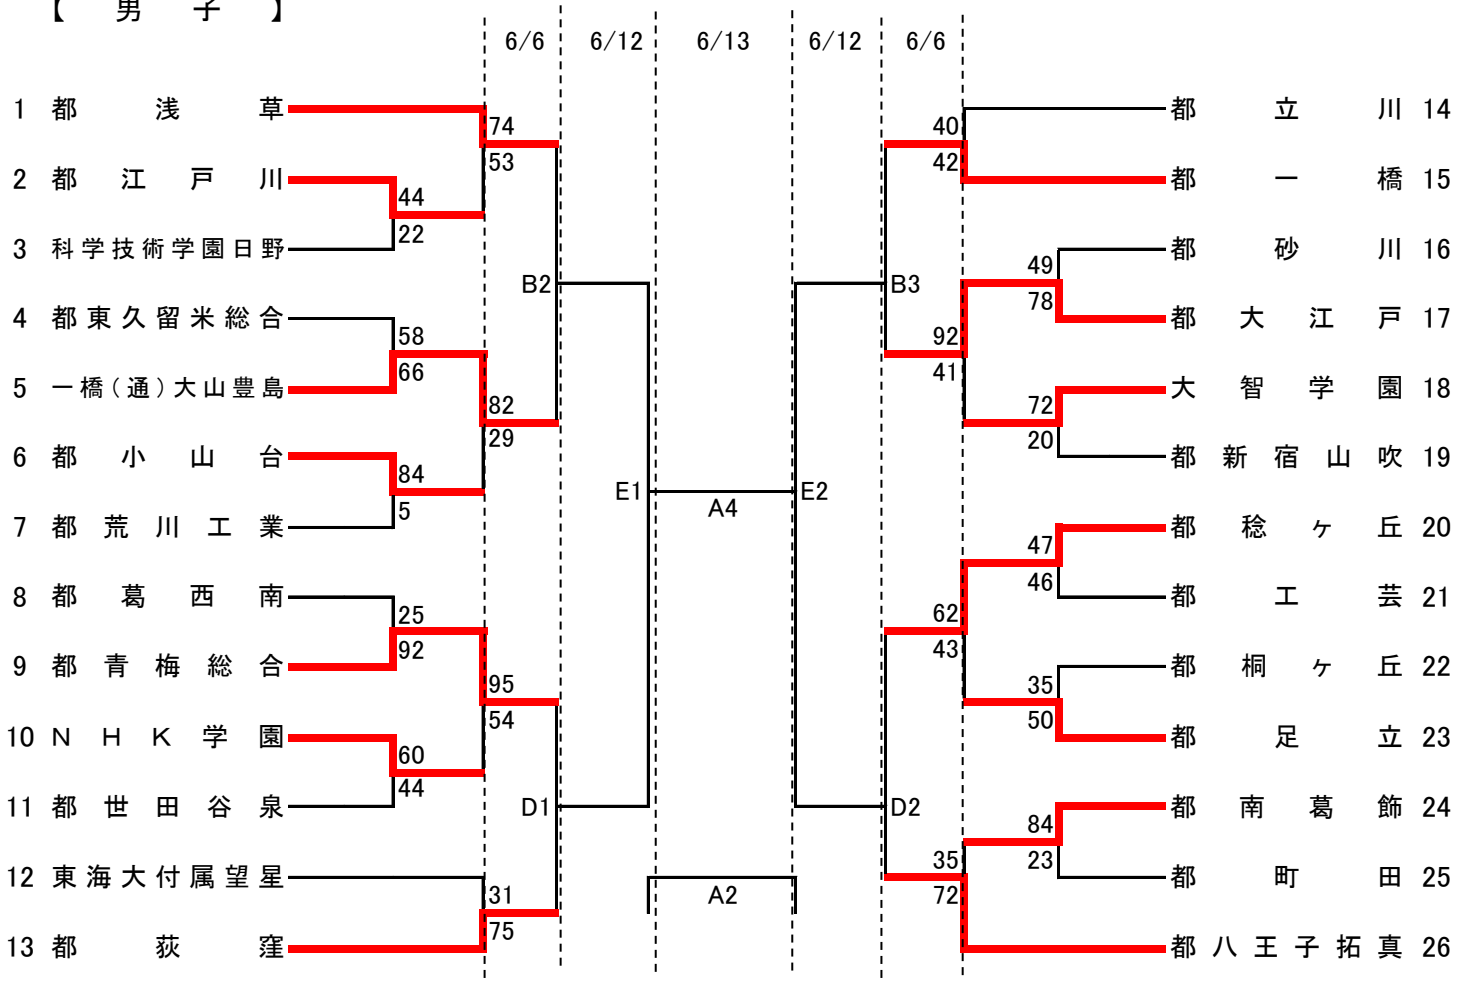 【 男 子 】
6/6 6/12 6/13 6/12 6/6
1 都 浅 草 都 立 川 14
74 40
53 42
2 都 江 戸 川 都 一 橋 15
44
22
3 科学技術学園日野 都 砂 川 16
49
B2 B3 78
4 都東久留米総合 都 大 江 戸 17
58 92
66 41
5 一橋(通)大山豊島 大 智 学 園 18
82 72
29 20
6 都 小 山 台 都 新 宿 山 吹 19
84
5
E1 A4 E2
7 都 荒 川 工 業 都 稔 ヶ 丘 20
47
46
8 都 葛 西 南 都 工 芸 21
25 62
92 43
9 都 青 梅 総 合 都 桐 ヶ 丘 22
95 35
54 50
10 N H K 学 園 都 足 立 23
60
44
11 都 世 田 谷 泉 D1 D2 都 南 葛 飾 24
84
35 23
12 東海大付属望星 都 町 田 25
31 A2 72
75
13 都 荻 窪 都八王子拓真 26